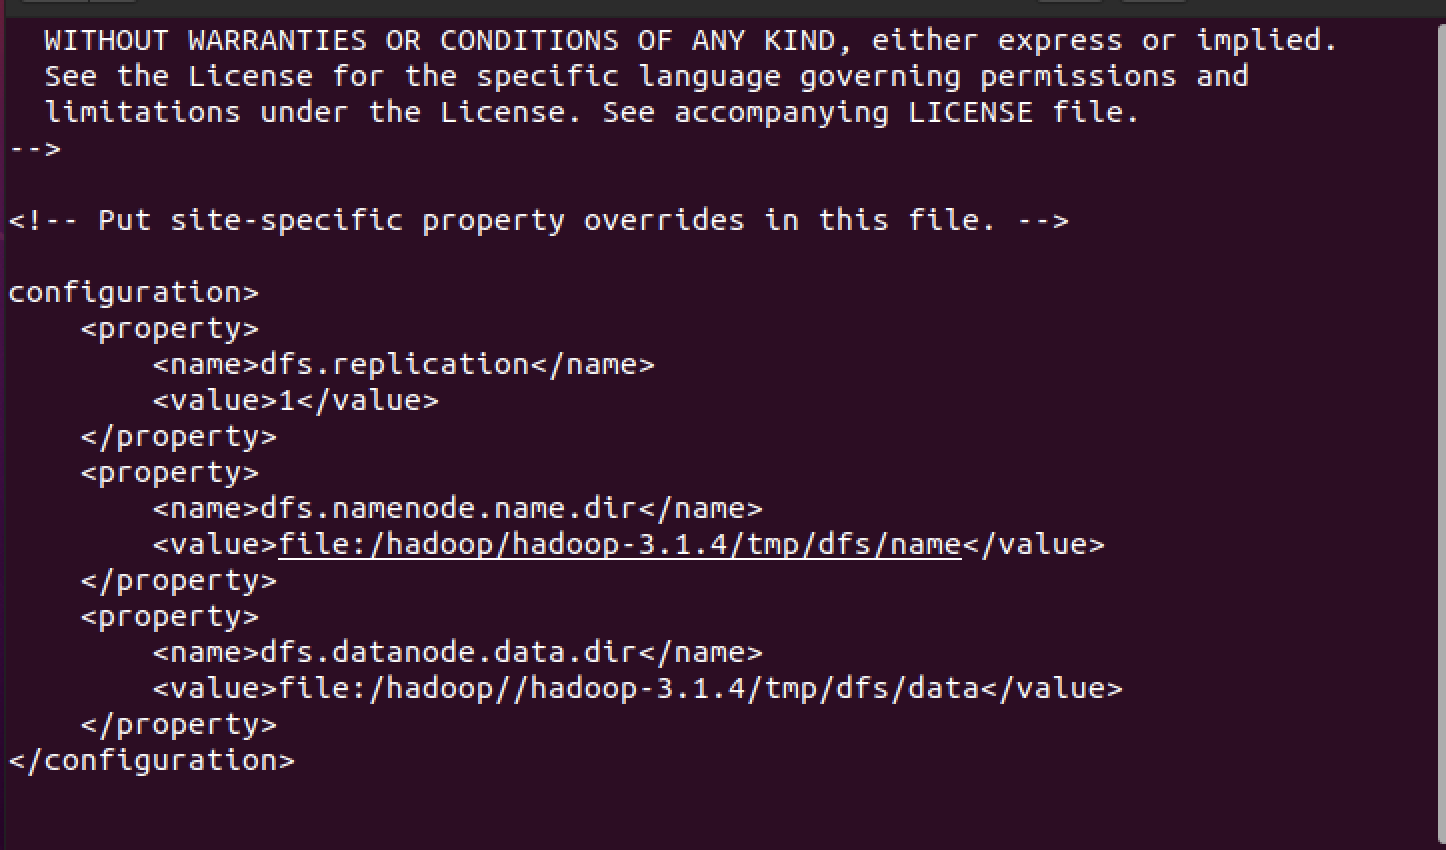 WITHOUT WARRANTIES OR CONDITIONS OF ANY KIND, either express or implied.
See the License for the specific language governing permissions and
limitations under the License. See accompanying LICENSE file.
-->
<!-- Put site-specific property overrides in this file. -->
configuration>
<property>
<name>dfs.replication</name>
<value>1</value>
</property>
<property>
<name>dfs.namenode.name.dir</name>
<value>file:/hadoop/hadoop-3.1.4/tmp/dfs/name</value>
</property>
<property>
<name>dfs.datanode.data.dir</name>
<value>file:/hadoop//hadoop-3.1.4/tmp/dfs/data</value>
</property>
</configuration>